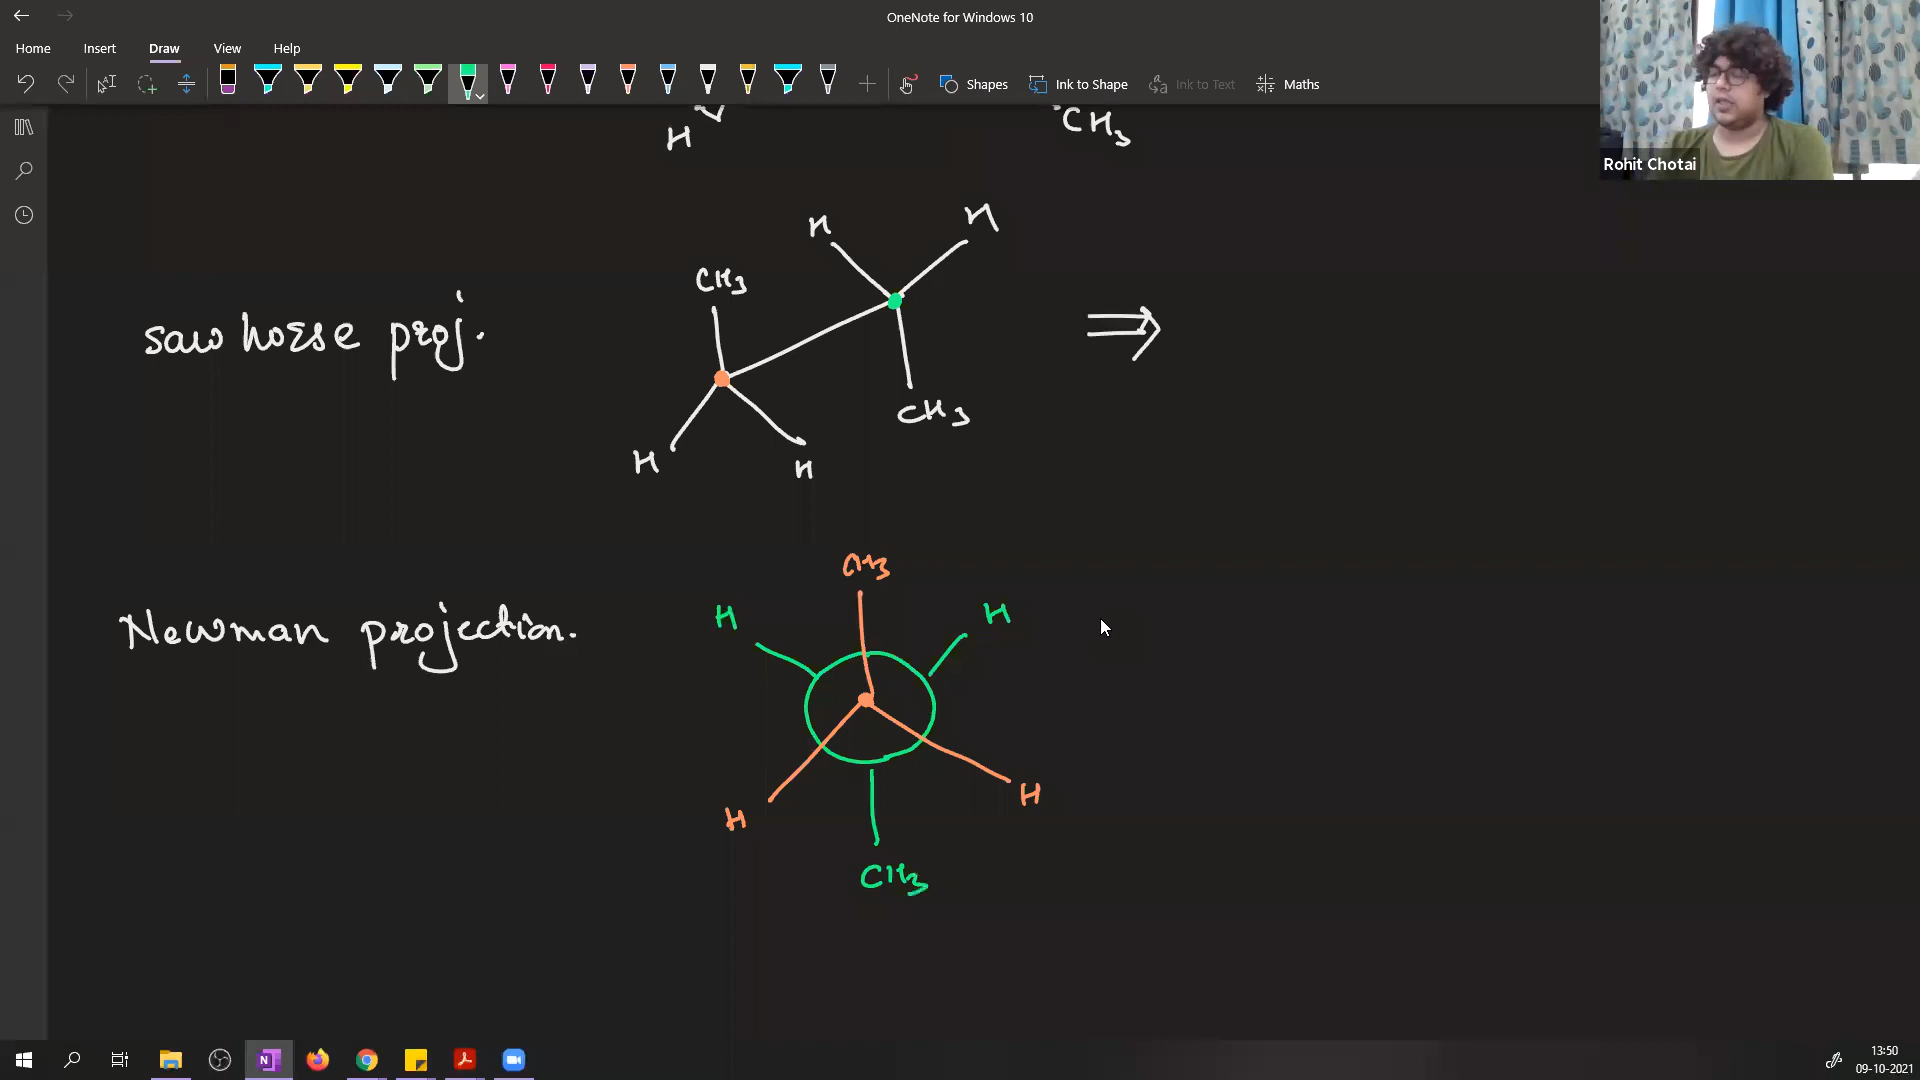 OneNote for Windows 10
Home Insert Draw View Help
Shapes Ink to Shape Ink to Text Maths
Rohit Chotai
H
CH3
H H
CH3
saw horse proj.
CH3
H H
CH3
H H
Newman projection.
H H
CH3
13:50
09-10-2021